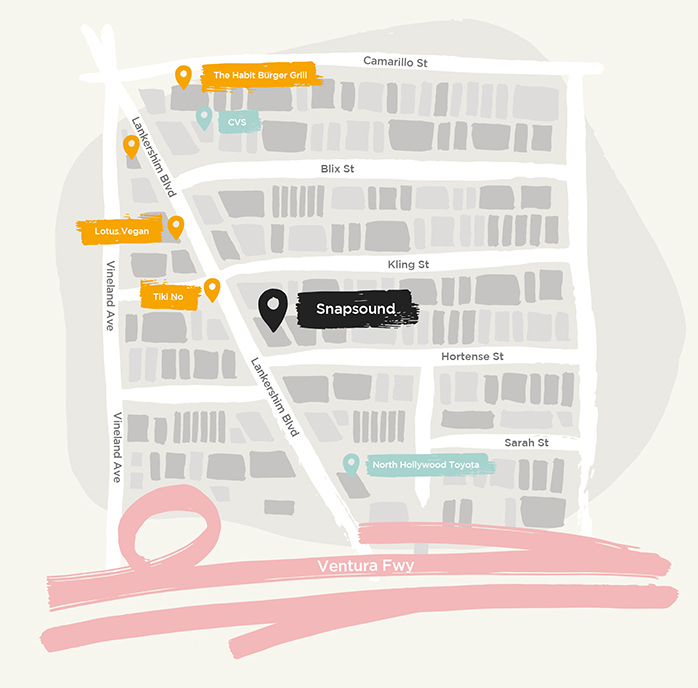 Camarillo St
The Habit Burger Grill
CVS
Lankershim Blvd
Blix St
Lotus Vegan
Kling St
Vineland Ave
Tiki No
Snapsound
Hortense St
Lankershim Blvd
Vineland Ave
Sarah St
North Hollywood Toyota
Ventura Fwy